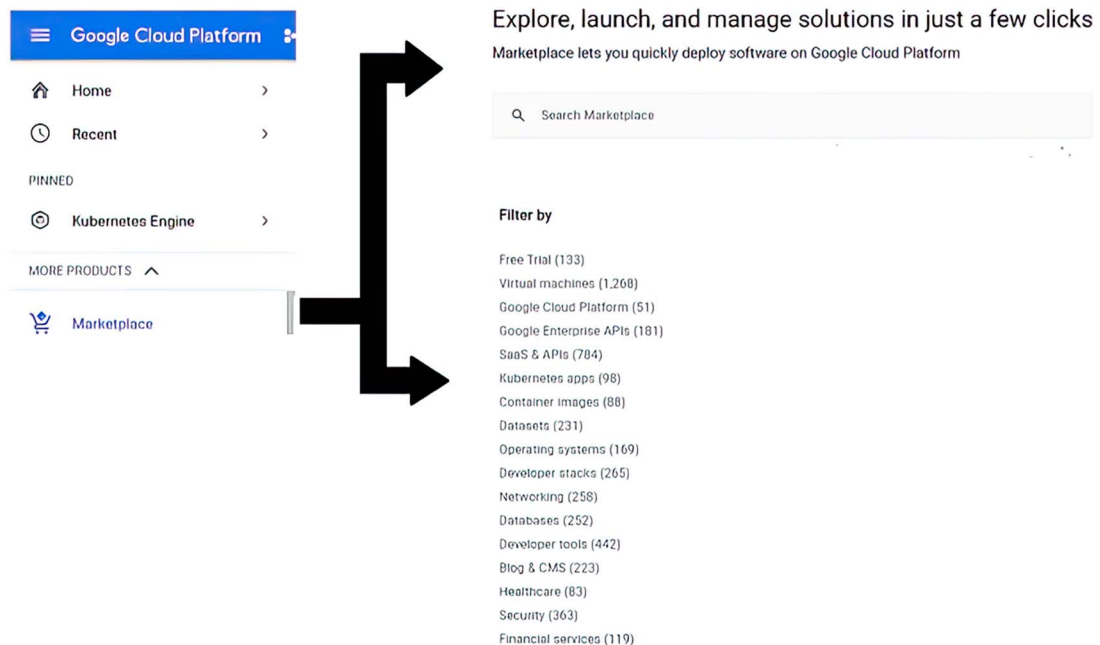 Google Cloud Platform
Home
Recent
PINNED
Kubernetes Engine
MORE PRODUCTS
Marketplace
Explore, launch, and manage solutions in just a few clicks
Marketplace lets you quickly deploy software on Google Cloud Platform
Search Marketplace
Filter by
Free Trial (133)
Virtual machines (1,268)
Google Cloud Platform (51)
Google Enterprise APIs (181)
SaaS & APIs (784)
Kubernetes apps (98)
Container images (88)
Datasets (231)
Operating systems (169)
Developer stacks (265)
Networking (258)
Databases (252)
Developer tools (442)
Blog & CMS (223)
Healthcare (83)
Security (363)
Financial services (119)